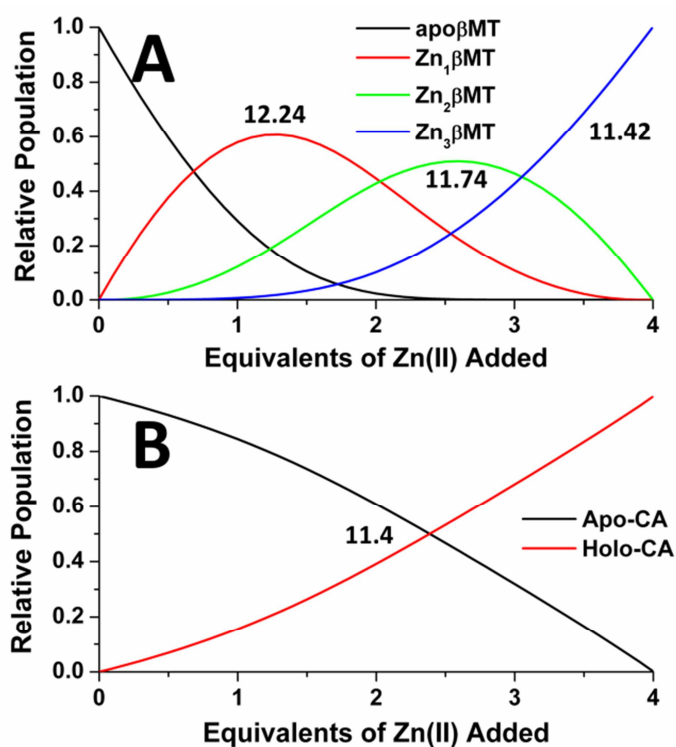 A
apoβMT
Zn₁βMT
Zn₂βMT
Zn₃βMT
12.24
11.74
11.42
Relative Population
1.0
0.8
0.6
0.4
0.2
0.0
0 1 2 3 4
Equivalents of Zn(II) Added
B
Apo-CA
Holo-CA
11.4
Relative Population
1.0
0.8
0.6
0.4
0.2
0.0
0 1 2 3 4
Equivalents of Zn(II) Added